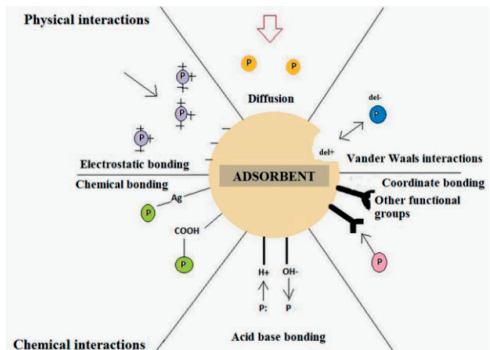 Physical interactions
P
P
Diffusion
P
P
P
del-
P
del+
Electrostatic bonding
Vander Waals interactions
Chemical bonding
ADSORBENT
Coordinate bonding
Other functional
groups
Ag
P
COOH
P
P
H+ OH-
P: P
Acid base bonding
Chemical interactions